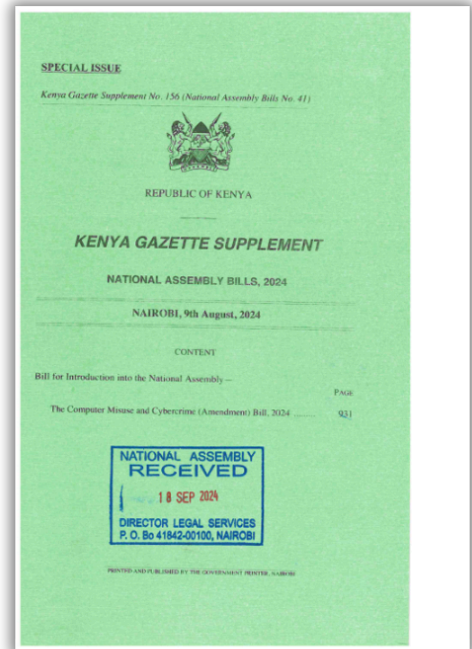 SPECIAL ISSUE
Kenya Gazette Supplement No. 156 (National Assembly Bills No. 41)
REPUBLIC OF KENYA
KENYA GAZETTE SUPPLEMENT
NATIONAL ASSEMBLY BILLS, 2024
NAIROBI, 9th August, 2024
CONTENT
Bill for Introduction into the National Assembly—
PAGE
The Computer Misuse and Cybercrime (Amendment) Bill, 2024 .......... 931
NATIONAL ASSEMBLY
RECEIVED
18 SEP 2024
DIRECTOR LEGAL SERVICES
P. O. Bo 41842-00100, NAIROBI
PRINTED AND PUBLISHED BY THE GOVERNMENT PRINTER, NAIROBI